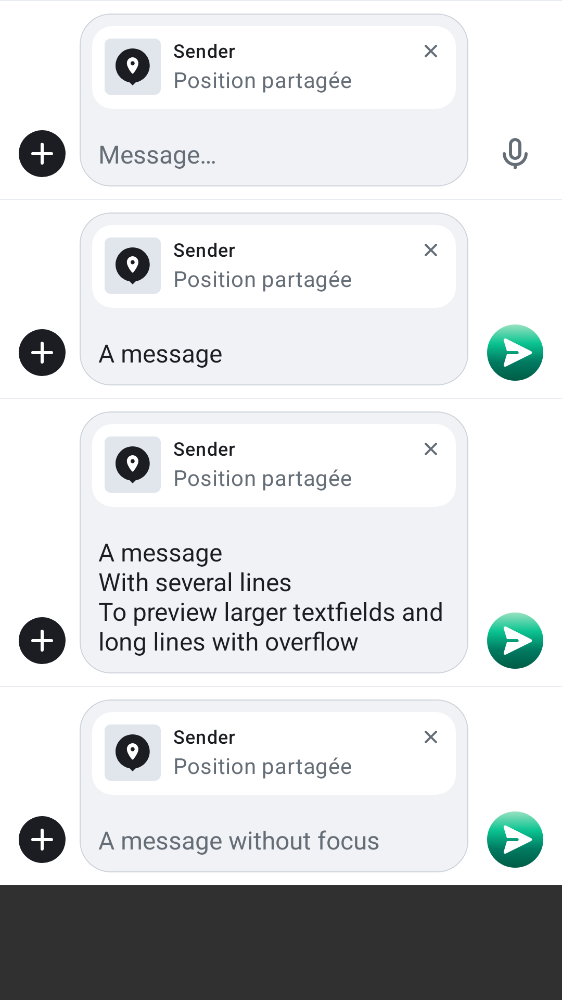 Sender
Position partagée
Message…
Sender
Position partagée
A message
Sender
Position partagée
A message
With several lines
To preview larger textfields and
long lines with overflow
Sender
Position partagée
A message without focus